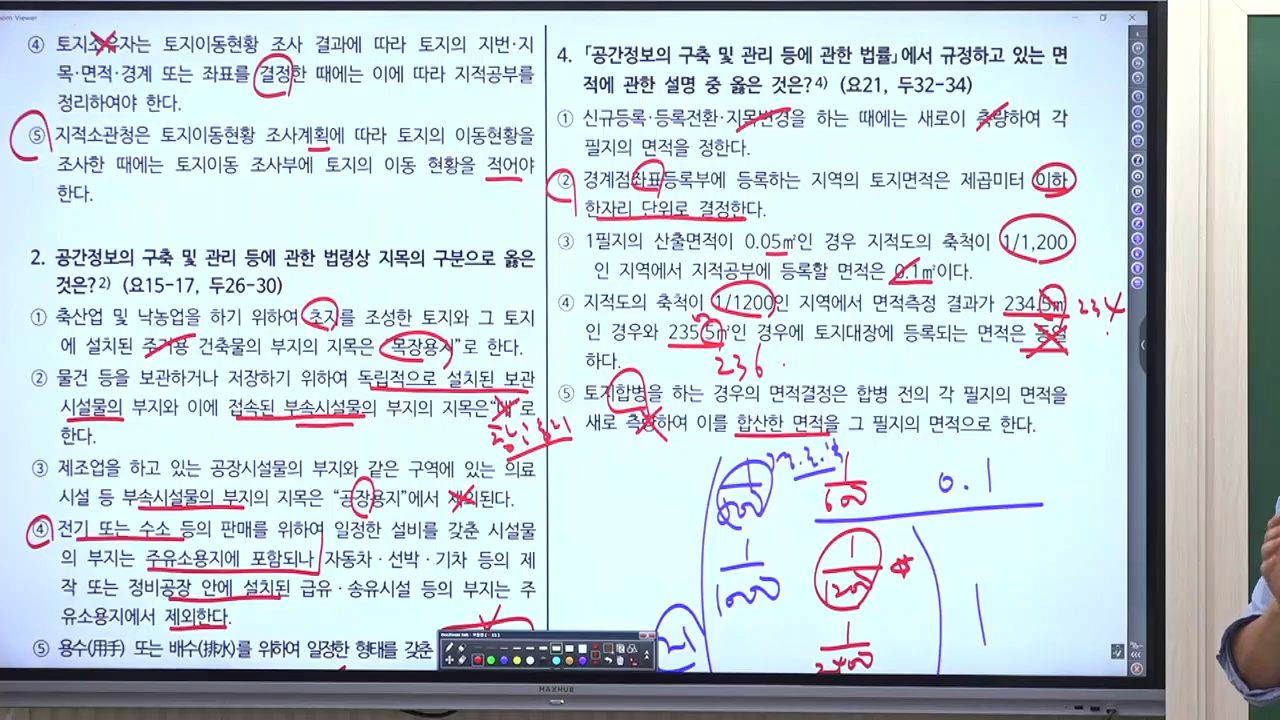 ④ 토지소유자는 토지이동현황 조사 결과에 따라 토지의 지번·지
목·면적·경계 또는 좌표를 결정한 때에는 이에 따라 지적공부를
정리하여야 한다.
⑤ 지적소관청은 토지이동현황 조사계획에 따라 토지의 이동현황을
조사한 때에는 토지이동 조사부에 토지의 이동 현황을 적어야
한다.
2. 공간정보의 구축 및 관리 등에 관한 법령상 지목의 구분으로 옳은
것은?2) (요15-17, 두26-30)
① 축산업 및 낙농업을 하기 위하여 초지를 조성한 토지와 그 토지
에 설치된 주거용 건축물의 부지의 지목은 "목장용지"로 한다.
② 물건 등을 보관하거나 저장하기 위하여 독립적으로 설치된 보관
시설물의 부지와 이에 접속된 부속시설물의 부지의 지목은 "대"로
한다.
③ 제조업을 하고 있는 공장시설물의 부지와 같은 구역에 있는 의료
시설 등 부속시설물의 부지의 지목은 "공장용지"에서 제외된다.
④ 전기 또는 수소 등의 판매를 위하여 일정한 설비를 갖춘 시설물
의 부지는 주유소용지에 포함되나 자동차·선박·기차 등의 제
작 또는 정비공장 안에 설치된 급유·송유시설 등의 부지는 주
유소용지에서 제외한다.
⑤ 용수(用手) 또는 배수(排水)를 위하여 일정한 형태를 갖춘
4. 「공간정보의 구축 및 관리 등에 관한 법률」에서 규정하고 있는 면
적에 관한 설명 중 옳은 것은?4) (요21, 두32-34)
① 신규등록·등록전환·지목변경을 하는 때에는 새로이 측량하여 각
필지의 면적을 정한다.
② 경계점좌표등록부에 등록하는 지역의 토지면적은 제곱미터 이하
한자리 단위로 결정한다.
③ 1필지의 산출면적이 0.05㎡인 경우 지적도의 축척이 1/1,200
인 지역에서 지적공부에 등록할 면적은 0.1㎡이다.
④ 지적도의 축척이 1/1200인 지역에서 면적측정 결과가 234.5㎡ 234
인 경우와 235.5㎡인 경우에 토지대장에 등록되는 면적은 동일
하다.
236
⑤ 토지합병을 하는 경우의 면적결정은 합병 전의 각 필지의 면적을
새로 측량하여 이를 합산한 면적을 그 필지의 면적으로 한다.
1/500 1/600 0.1
1/1000 1/1200 1
1/2400
MAXHUB